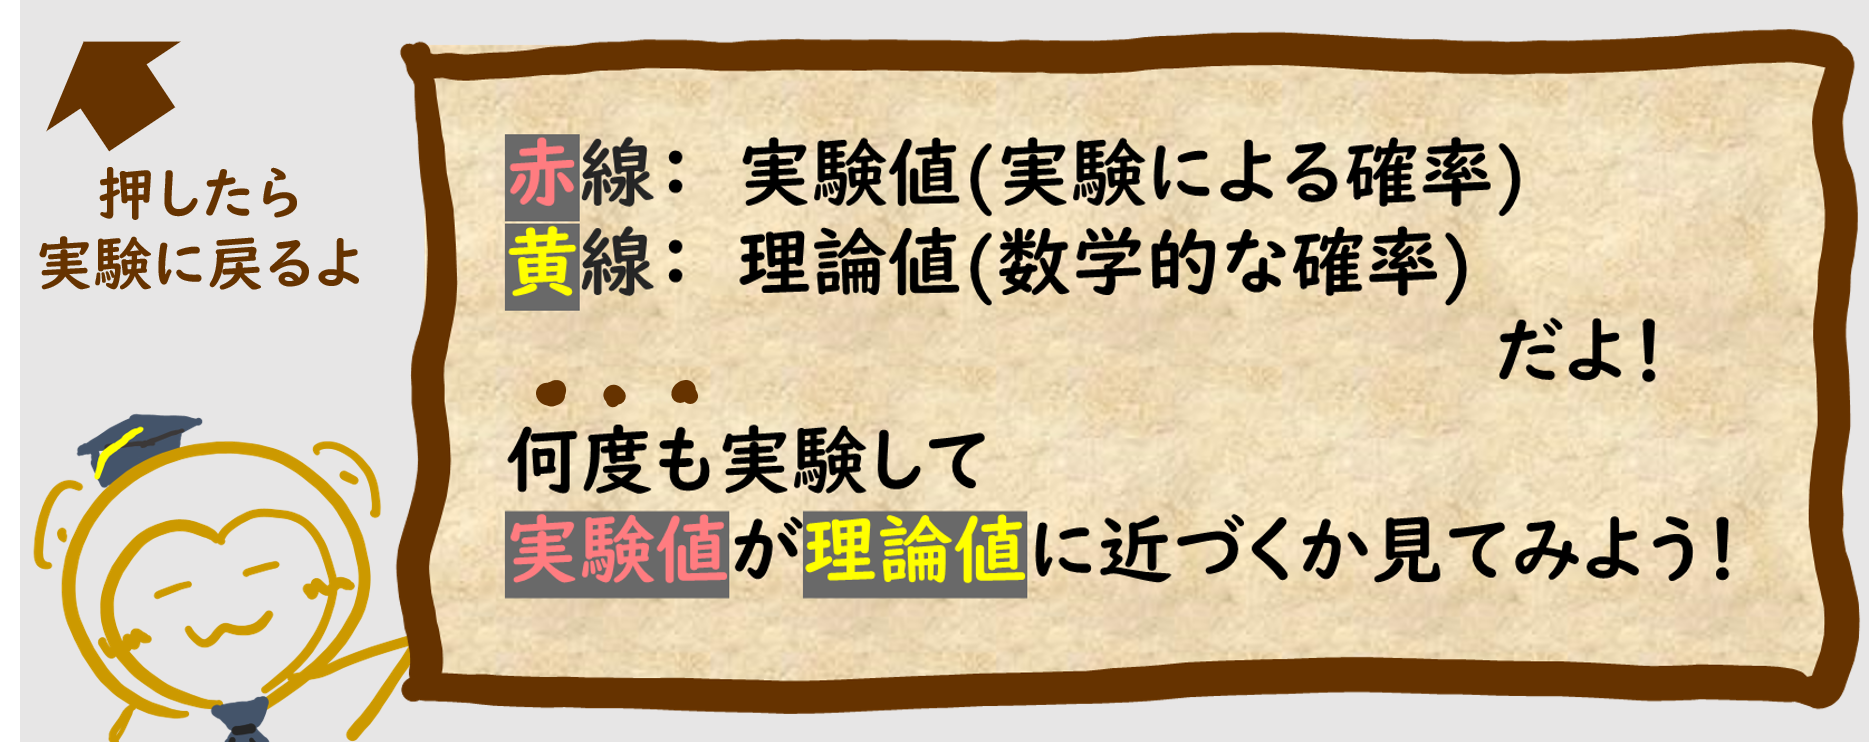 押したら
実験に戻るよ
赤線： 実験値(実験による確率)
黄線： 理論値(数学的な確率)
だよ！
何度も実験して
実験値が理論値に近づくか見てみよう！